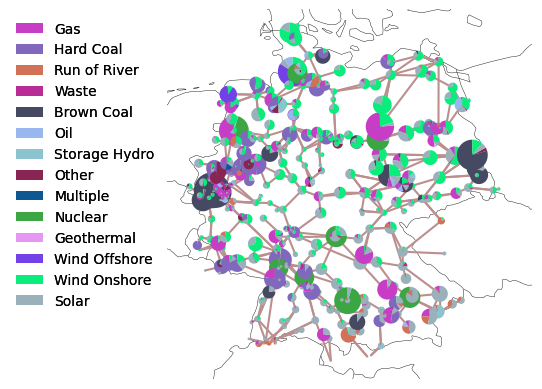 Gas
Hard Coal
Run of River
Waste
Brown Coal
Oil
Storage Hydro
Other
Multiple
Nuclear
Geothermal
Wind Offshore
Wind Onshore
Solar